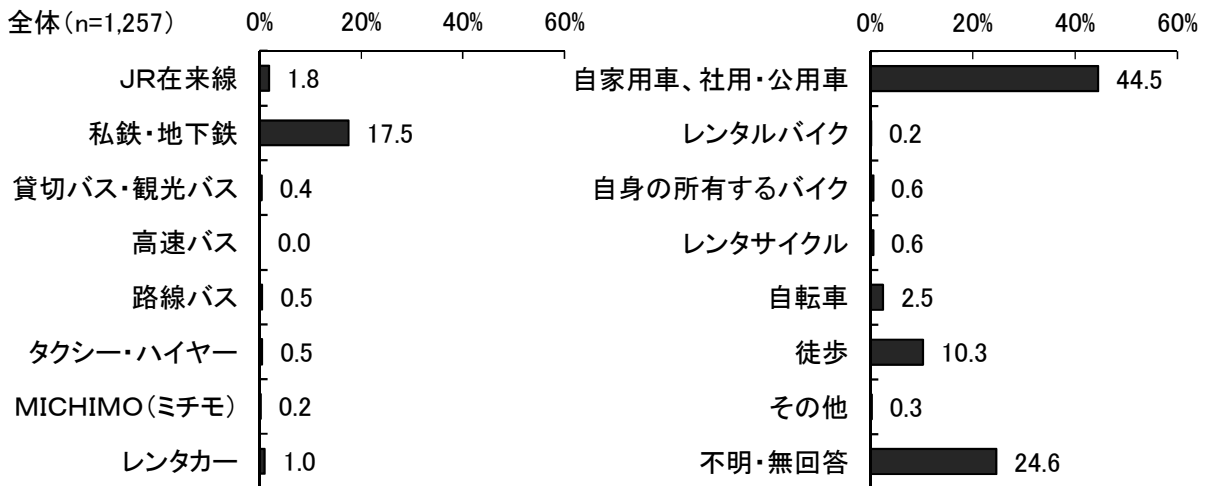 全体（n=1,257）
0% 20% 40% 60%
JR在来線 1.8
私鉄・地下鉄 17.5
貸切バス・観光バス 0.4
高速バス 0.0
路線バス 0.5
タクシー・ハイヤー 0.5
MICHIMO（ミチモ） 0.2
レンタカー 1.0
0% 20% 40% 60%
自家用車、社用・公用車 44.5
レンタルバイク 0.2
自身の所有するバイク 0.6
レンタサイクル 0.6
自転車 2.5
徒歩 10.3
その他 0.3
不明・無回答 24.6